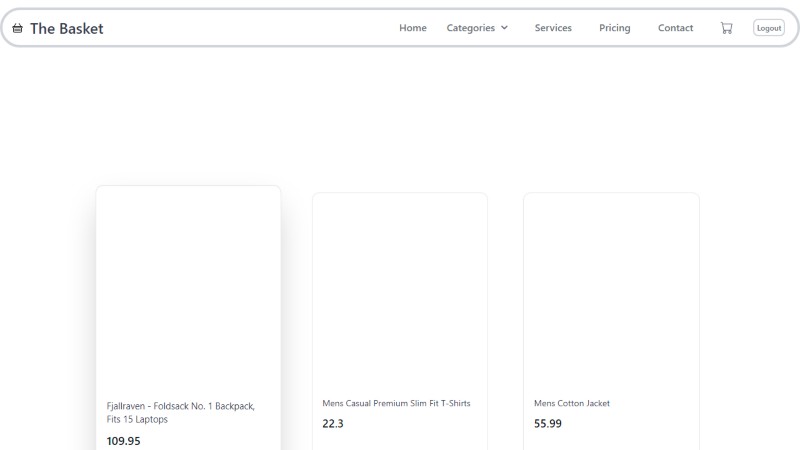 The Basket
Home Categories Services Pricing Contact Logout
Fjallraven - Foldsack No. 1 Backpack,
Fits 15 Laptops
109.95
Mens Casual Premium Slim Fit T-Shirts
22.3
Mens Cotton Jacket
55.99